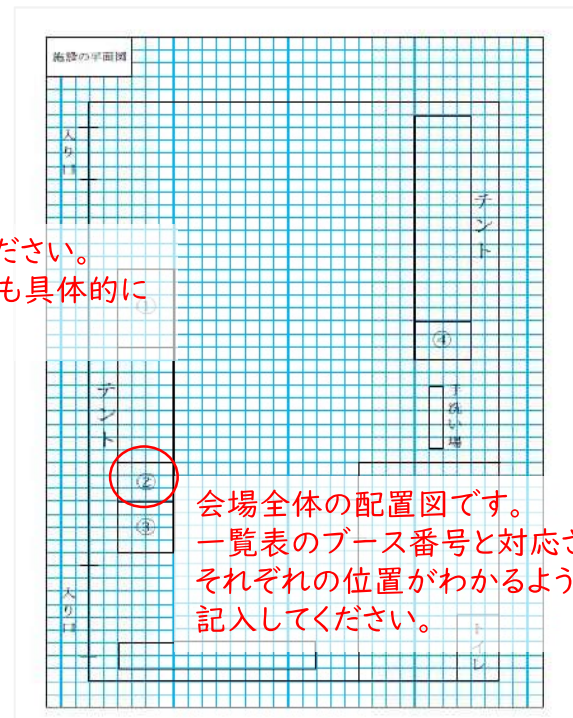 施設の平面図
入り口
テント
ださい。
も具体的に
①
④
テント
手洗い場
②
③
会場全体の配置図です。
一覧表のブース番号と対応さ
それぞれの位置がわかるよう
記入してください。
入り口
トイレ